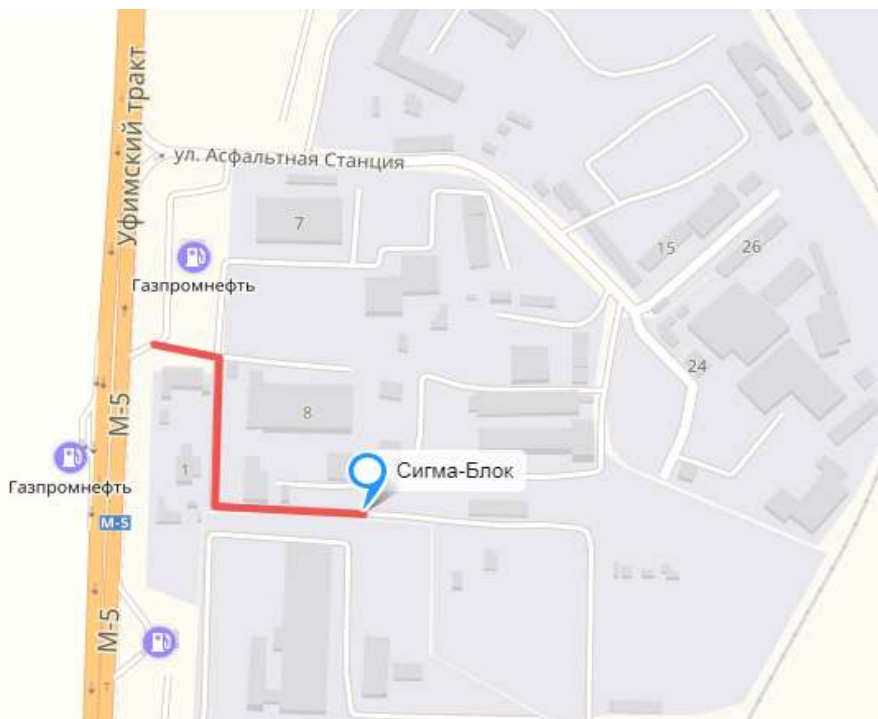 Уфимский тракт
ул. Асфальтная Станция
7
15
26
Газпромнефть
24
М-5
8
1
Сигма-Блок
Газпромнефть
М-5
М-5